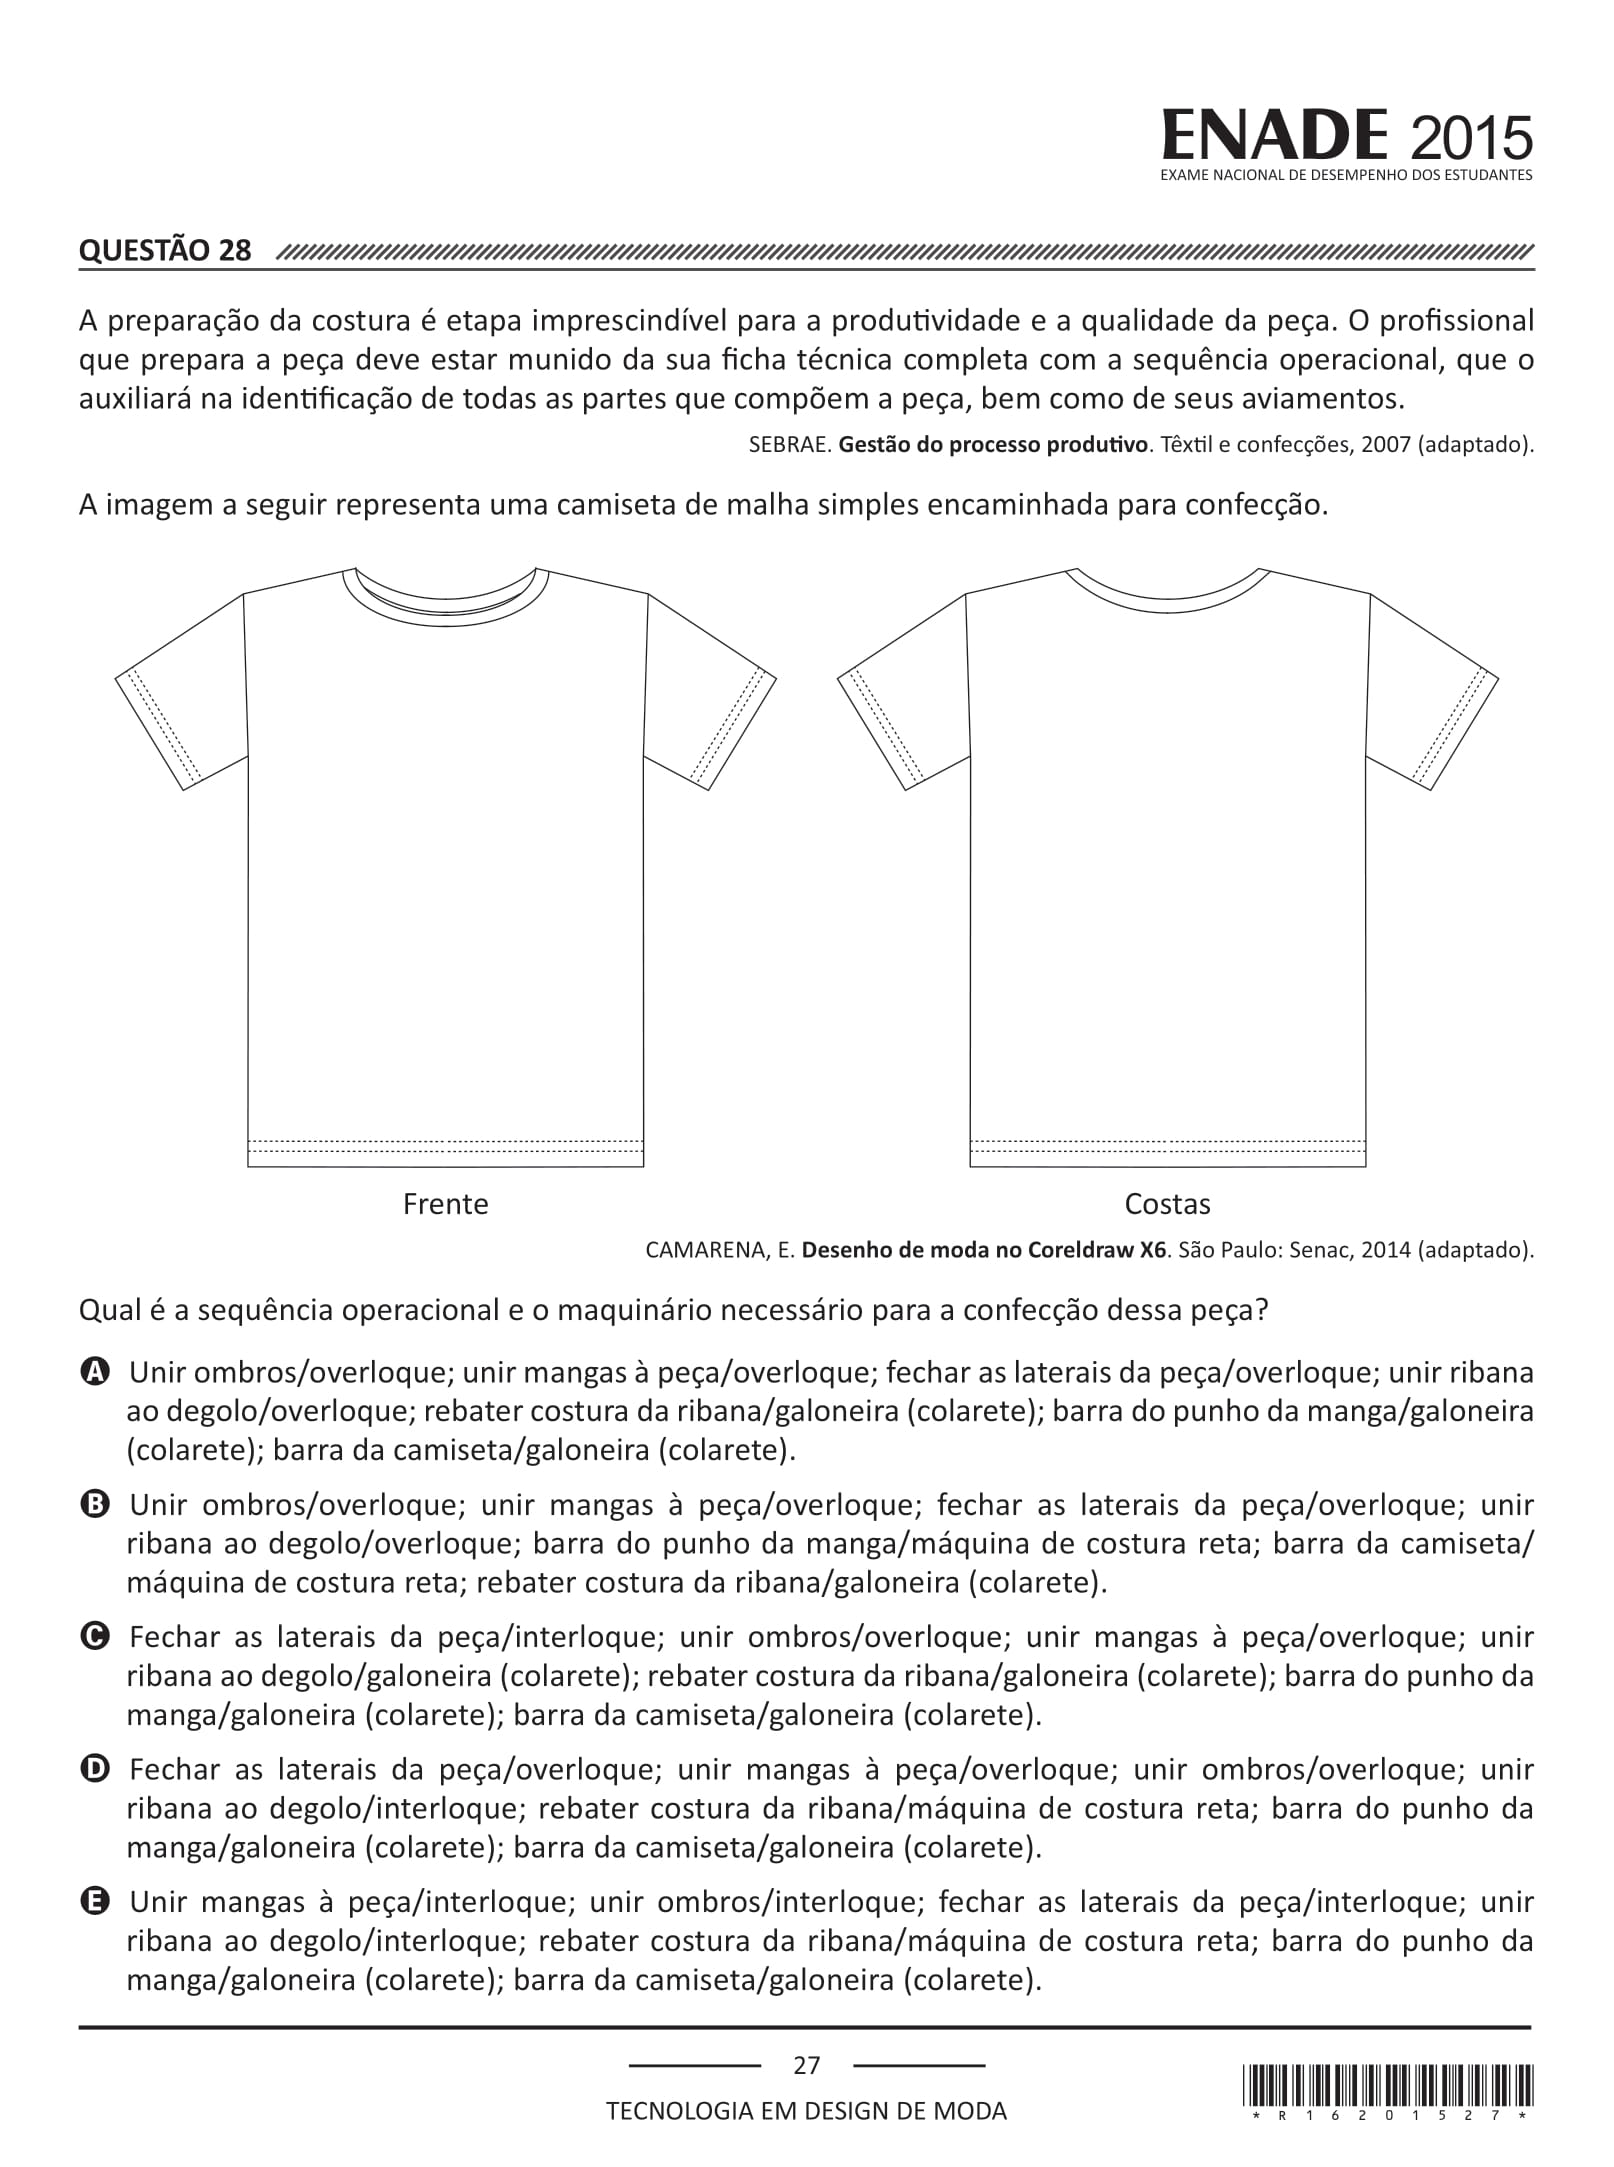 ENADE 2015
EXAME NACIONAL DE DESEMPENHO DOS ESTUDANTES
QUESTÃO 28
A preparação da costura é etapa imprescindível para a produtividade e a qualidade da peça. O profissional
que prepara a peça deve estar munido da sua ficha técnica completa com a sequência operacional, que o
auxiliará na identificação de todas as partes que compõem a peça, bem como de seus aviamentos.
SEBRAE. Gestão do processo produtivo. Têxtil e confecções, 2007 (adaptado).
A imagem a seguir representa uma camiseta de malha simples encaminhada para confecção.
Frente
Costas
CAMARENA, E. Desenho de moda no Coreldraw X6. São Paulo: Senac, 2014 (adaptado).
Qual é a sequência operacional e o maquinário necessário para a confecção dessa peça?
A Unir ombros/overloque; unir mangas à peça/overloque; fechar as laterais da peça/overloque; unir ribana
ao degolo/overloque; rebater costura da ribana/galoneira (colarete); barra do punho da manga/galoneira
(colarete); barra da camiseta/galoneira (colarete).
B Unir ombros/overloque; unir mangas à peça/overloque; fechar as laterais da peça/overloque; unir
ribana ao degolo/overloque; barra do punho da manga/máquina de costura reta; barra da camiseta/
máquina de costura reta; rebater costura da ribana/galoneira (colarete).
C Fechar as laterais da peça/interloque; unir ombros/overloque; unir mangas à peça/overloque; unir
ribana ao degolo/galoneira (colarete); rebater costura da ribana/galoneira (colarete); barra do punho da
manga/galoneira (colarete); barra da camiseta/galoneira (colarete).
D Fechar as laterais da peça/overloque; unir mangas à peça/overloque; unir ombros/overloque; unir
ribana ao degolo/interloque; rebater costura da ribana/máquina de costura reta; barra do punho da
manga/galoneira (colarete); barra da camiseta/galoneira (colarete).
E Unir mangas à peça/interloque; unir ombros/interloque; fechar as laterais da peça/interloque; unir
ribana ao degolo/interloque; rebater costura da ribana/máquina de costura reta; barra do punho da
manga/galoneira (colarete); barra da camiseta/galoneira (colarete).
27
TECNOLOGIA EM DESIGN DE MODA
* R 1 6 2 0 1 5 2 7 *